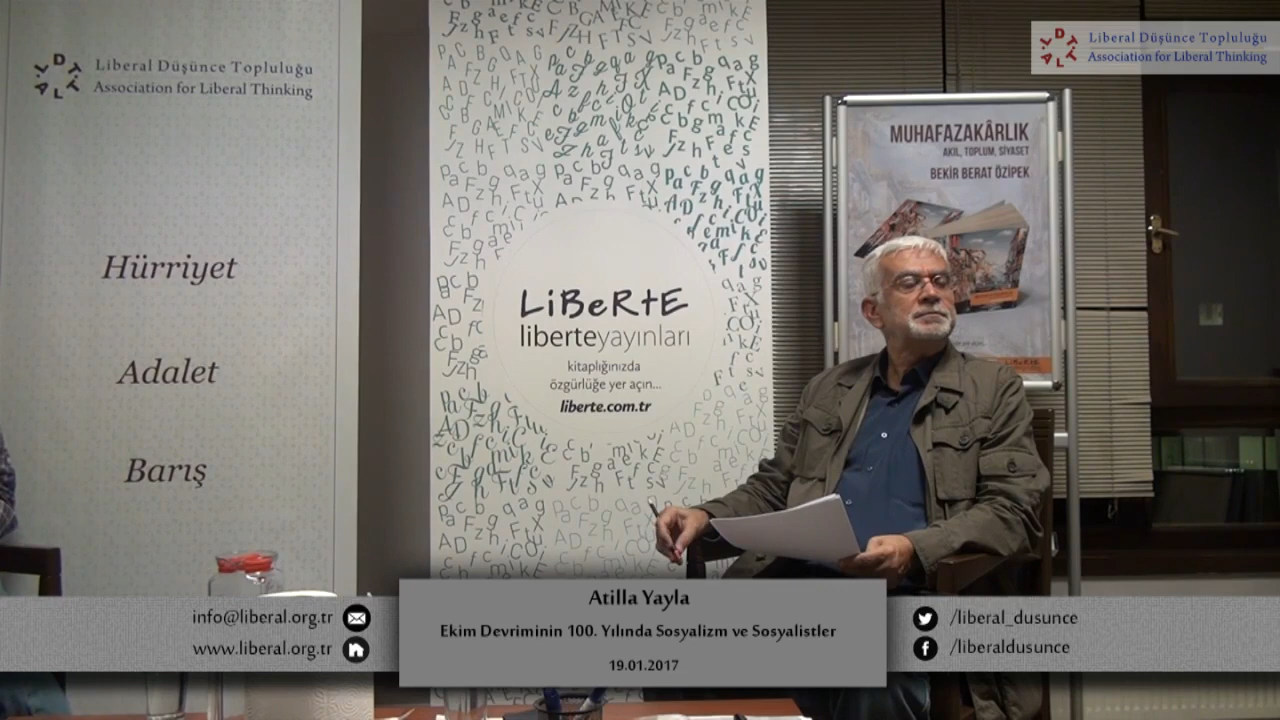 Liberal Düşünce Topluluğu
Association for Liberal Thinking
Hürriyet
Adalet
Barış
LiBeRtE
liberteyayınları
kitaplığınızda
özgürlüğe yer açın...
liberte.com.tr
Liberal Düşünce Topluluğu
Association for Liberal Thinking
MUHAFAZAKÂRLIK
AKIL, TOPLUM, SİYASET
BEKİR BERAT ÖZİPEK
info@liberal.org.tr
www.liberal.org.tr
Atilla Yayla
Ekim Devriminin 100. Yılında Sosyalizm ve Sosyalistler
19.01.2017
/liberal_dusunce
/liberaldusunce